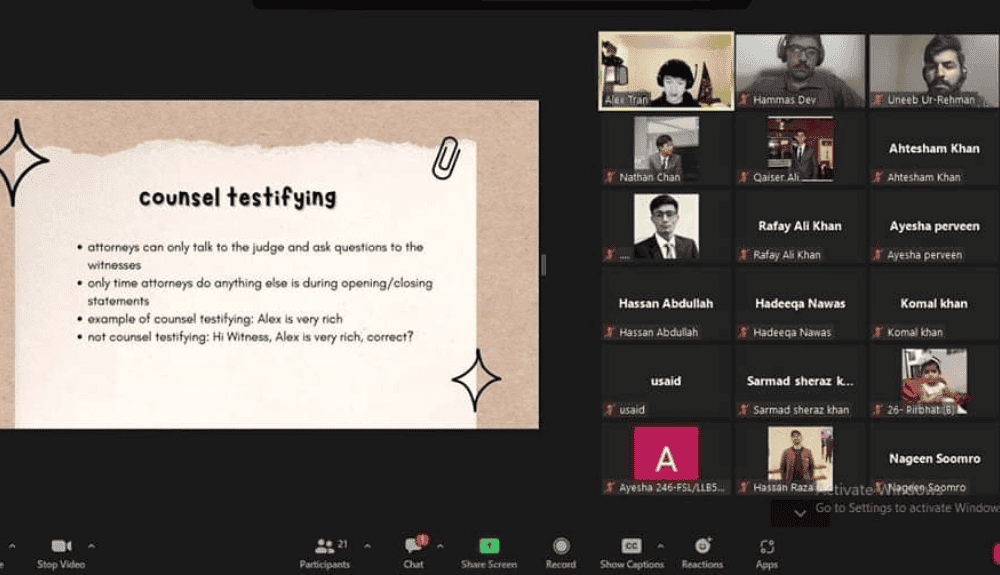 counsel testifying
• attorneys can only talk to the judge and ask questions to the
witnesses
• only time attorneys do anything else is during opening/closing
statements
• example of counsel testifying: Alex is very rich
• not counsel testifying: Hi Witness, Alex is very rich, correct?
Alex Tran
Hammas Dev
Uneeb Ur-Rehman
Nathan Chan
Qaiser Ali
Ahtesham Khan
Ahtesham Khan
....
Rafay Ali Khan
Rafay Ali Khan
Ayesha perveen
Ayesha perveen
Hassan Abdullah
Hassan Abdullah
Hadeeqa Nawas
Hadeeqa Nawas
Komal khan
Komal khan
usaid
usaid
Sarmad sheraz k...
Sarmad sheraz khan
26- Pirbhat (B)
A
Ayesha 246-FSL/LLB5...
Hassan Raza
Nageen Soomro
Nageen Soomro
Activate Windows
Go to Settings to activate Windows
Stop Video
Participants
21
Chat
1
Share Screen
Record
CC
Show Captions
Reactions
Apps